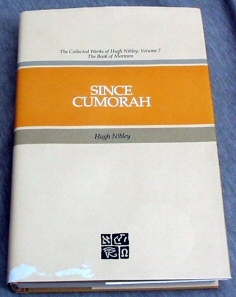 The Collected Works of Hugh Nibley: Volume 7
The Book of Mormon
SINCE
CUMORAH
Hugh Nibley